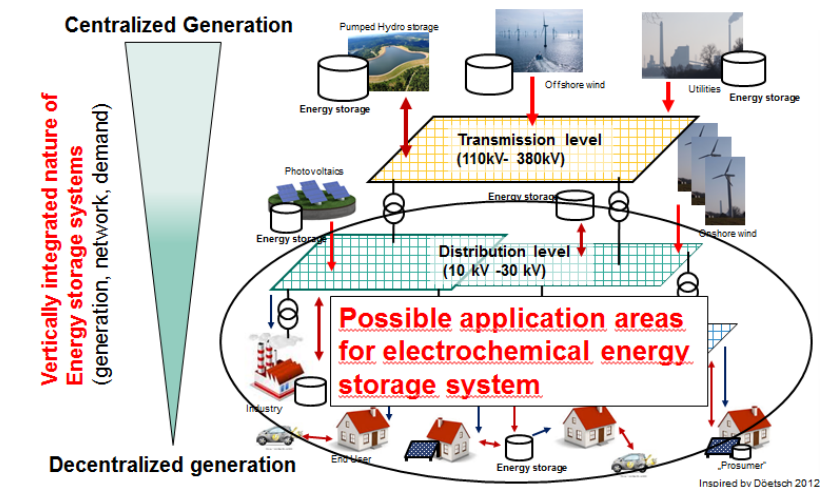 Centralized Generation
Vertically integrated nature of
Energy storage systems
(generation, network, demand)
Decentralized generation
Pumped Hydro storage
Energy storage
Offshore wind
Utilities
Energy storage
Transmission level
(110kV- 380kV)
Photovoltaics
Energy storage
Energy storage
Onshore wind
Distribution level
(10 kV -30 kV)
Possible application areas
for electrochemical energy
storage system
Industry
End User
Energy storage
„Prosumer“
Inspired by Döetsch 2012